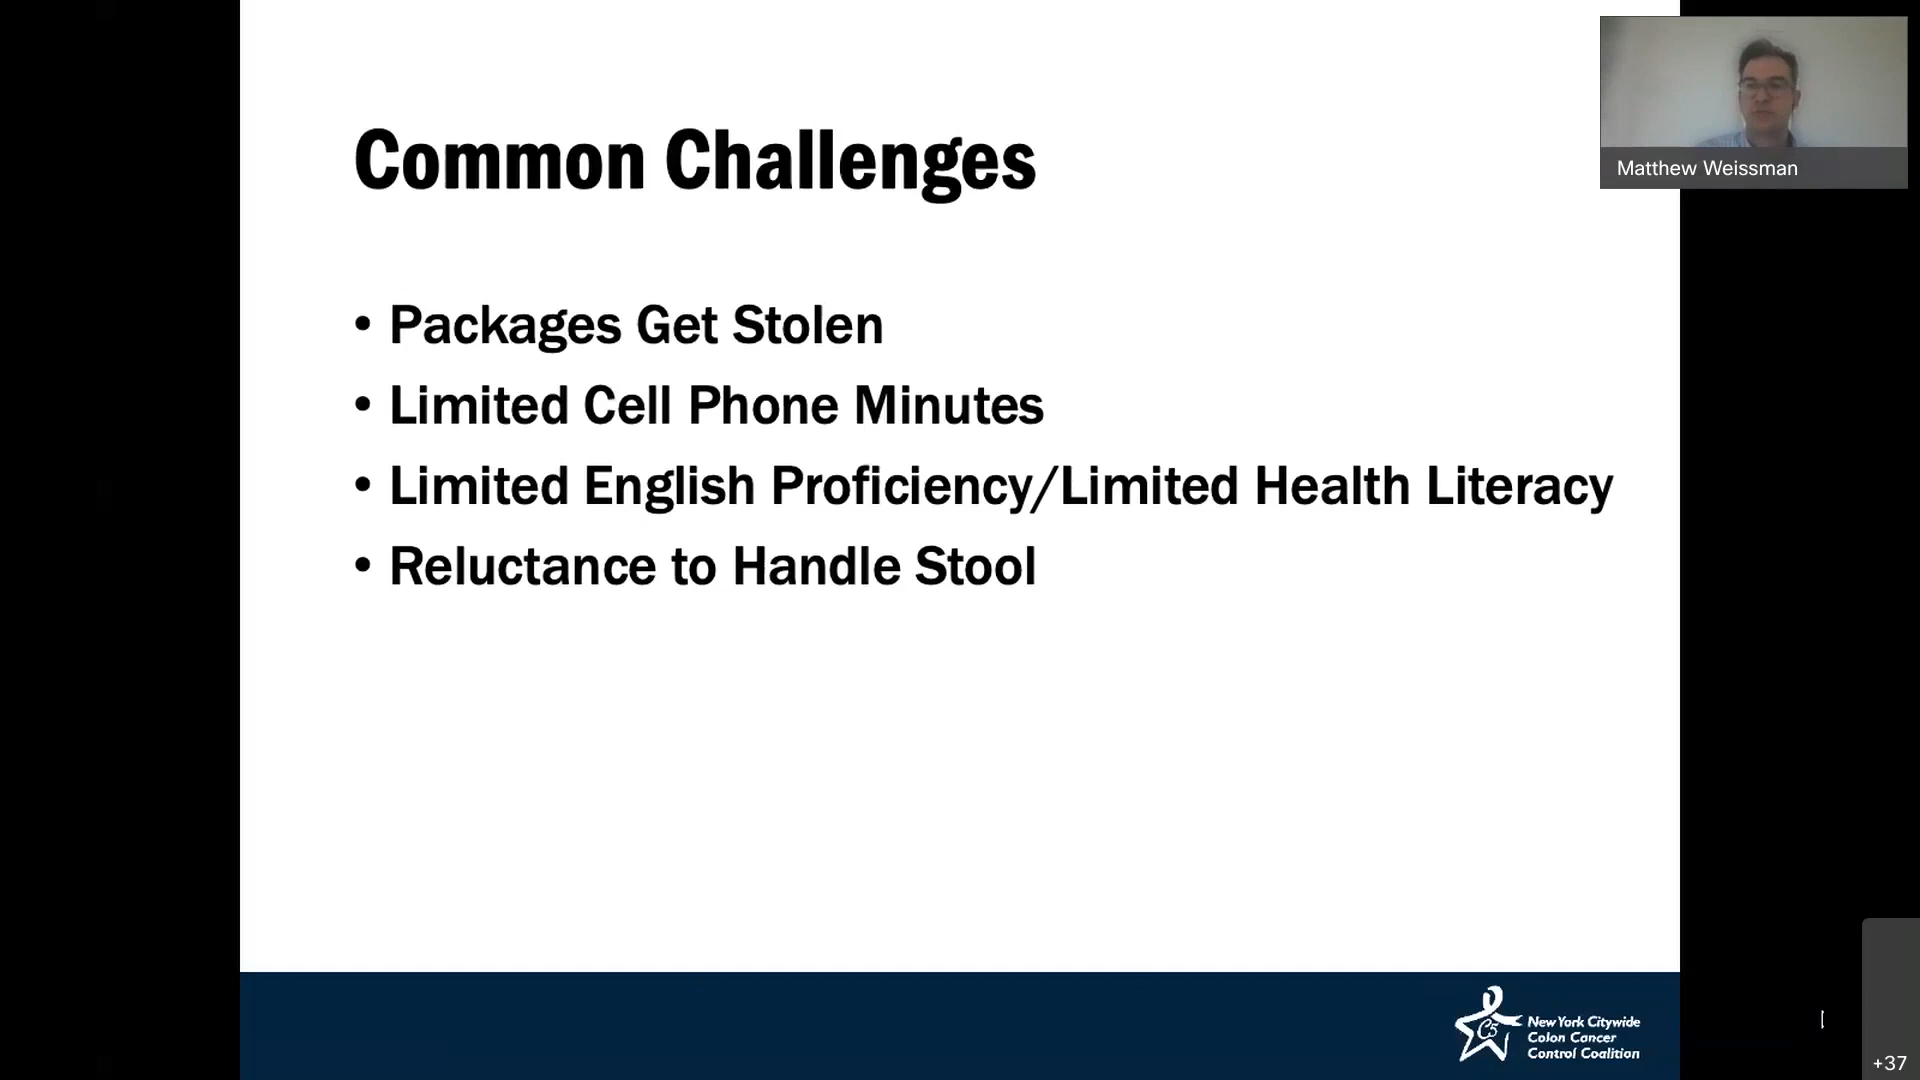 Matthew Weissman
Common Challenges
• Packages Get Stolen
• Limited Cell Phone Minutes
• Limited English Proficiency/Limited Health Literacy
• Reluctance to Handle Stool
C5
New York Citywide
Colon Cancer
Control Coalition
+37